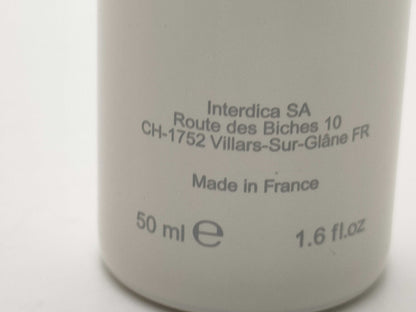 Interdica SA
Route des Biches 10
CH-1752 Villars-Sur-Glâne FR
Made in France
50 ml ℮ 1.6 fl.oz